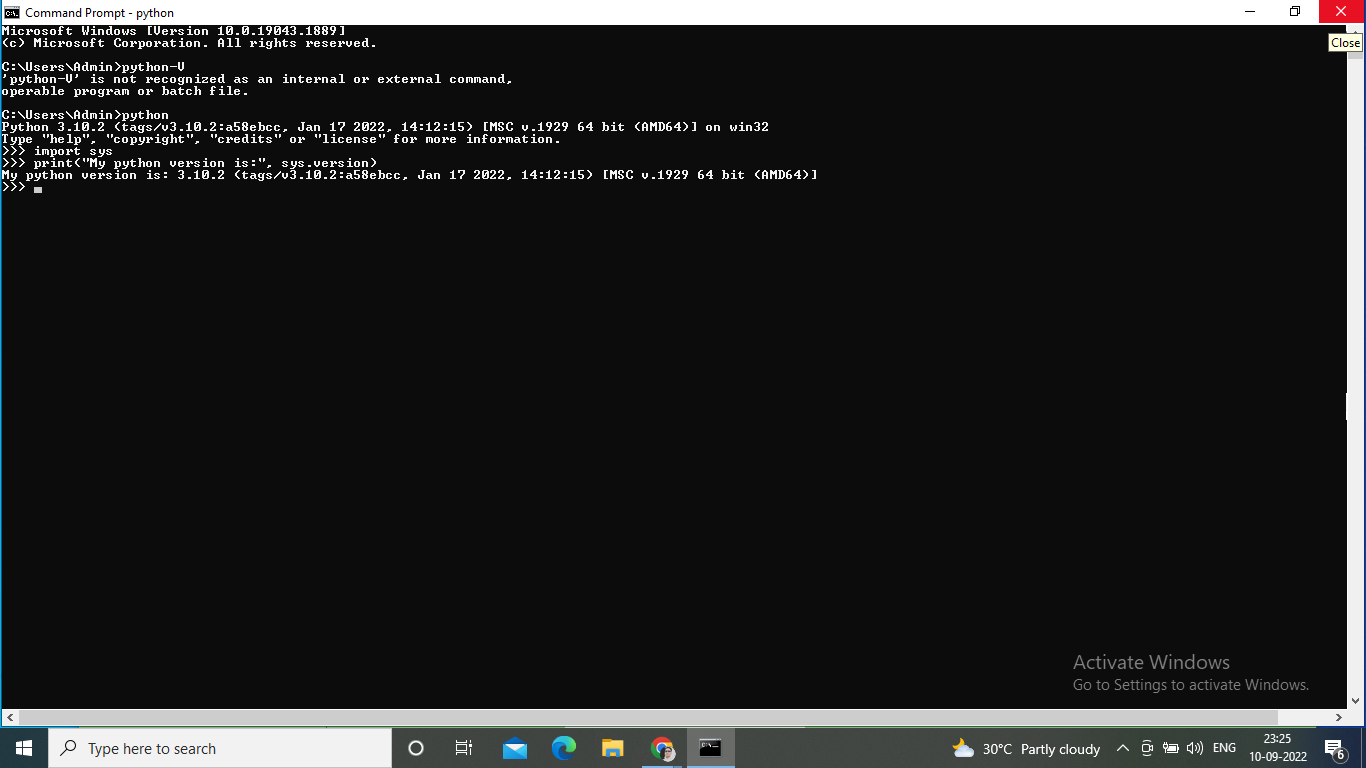 Command Prompt - python
Close
Microsoft Windows [Version 10.0.19043.1889]
(c) Microsoft Corporation. All rights reserved.
C:\Users\Admin>python-V
'python-V' is not recognized as an internal or external command,
operable program or batch file.
C:\Users\Admin>python
Python 3.10.2 (tags/v3.10.2:a58ebcc, Jan 17 2022, 14:12:15) [MSC v.1929 64 bit (AMD64)] on win32
Type "help", "copyright", "credits" or "license" for more information.
>>> import sys
>>> print("My python version is:", sys.version)
My python version is: 3.10.2 (tags/v3.10.2:a58ebcc, Jan 17 2022, 14:12:15) [MSC v.1929 64 bit (AMD64)]
>>>
Activate Windows
Go to Settings to activate Windows.
Type here to search
30°C Partly cloudy
ENG
23:25
10-09-2022
6